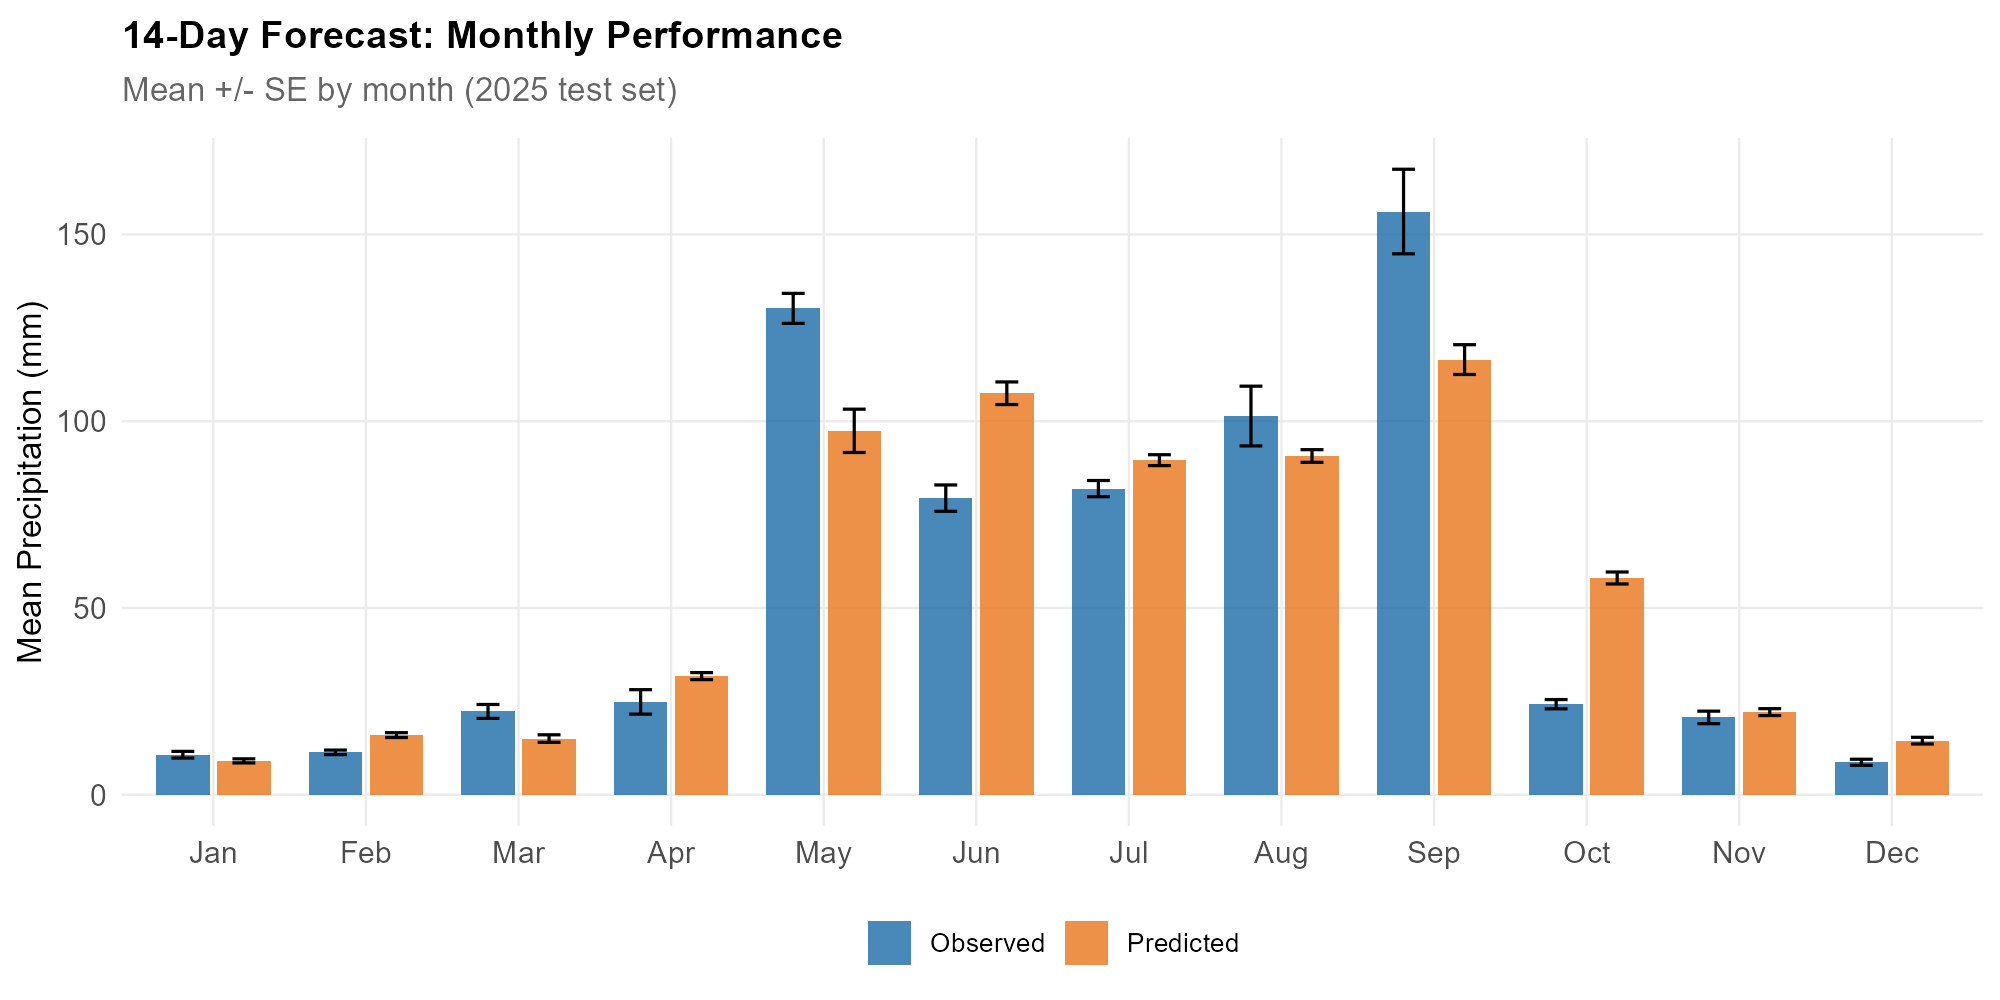 14-Day Forecast: Monthly Performance
Mean +/- SE by month (2025 test set)
Mean Precipitation (mm)
150
100
50
0
Jan Feb Mar Apr May Jun Jul Aug Sep Oct Nov Dec
Observed Predicted